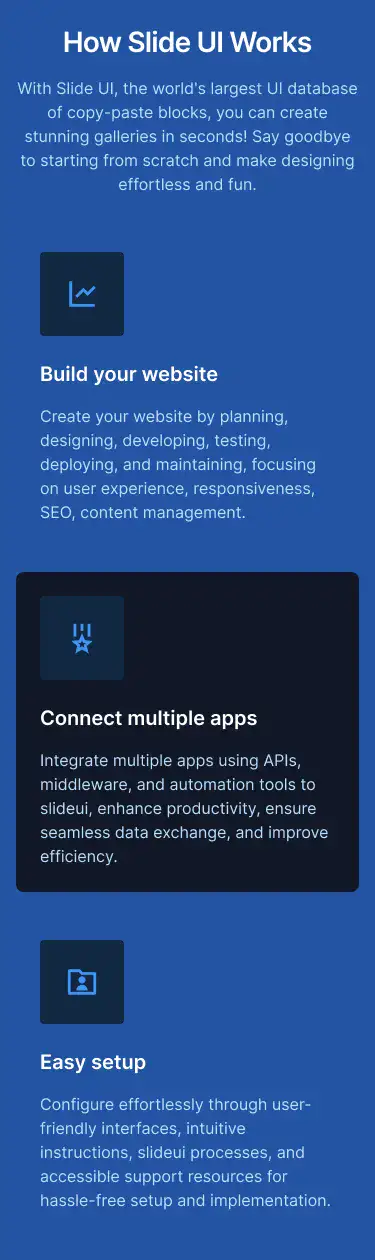 How Slide UI Works
With Slide UI, the world's largest UI database
of copy-paste blocks, you can create
stunning galleries in seconds! Say goodbye
to starting from scratch and make designing
effortless and fun.
Build your website
Create your website by planning,
designing, developing, testing,
deploying, and maintaining, focusing
on user experience, responsiveness,
SEO, content management.
Connect multiple apps
Integrate multiple apps using APIs,
middleware, and automation tools to
slideui, enhance productivity, ensure
seamless data exchange, and improve
efficiency.
Easy setup
Configure effortlessly through user-
friendly interfaces, intuitive
instructions, slideui processes, and
accessible support resources for
hassle-free setup and implementation.